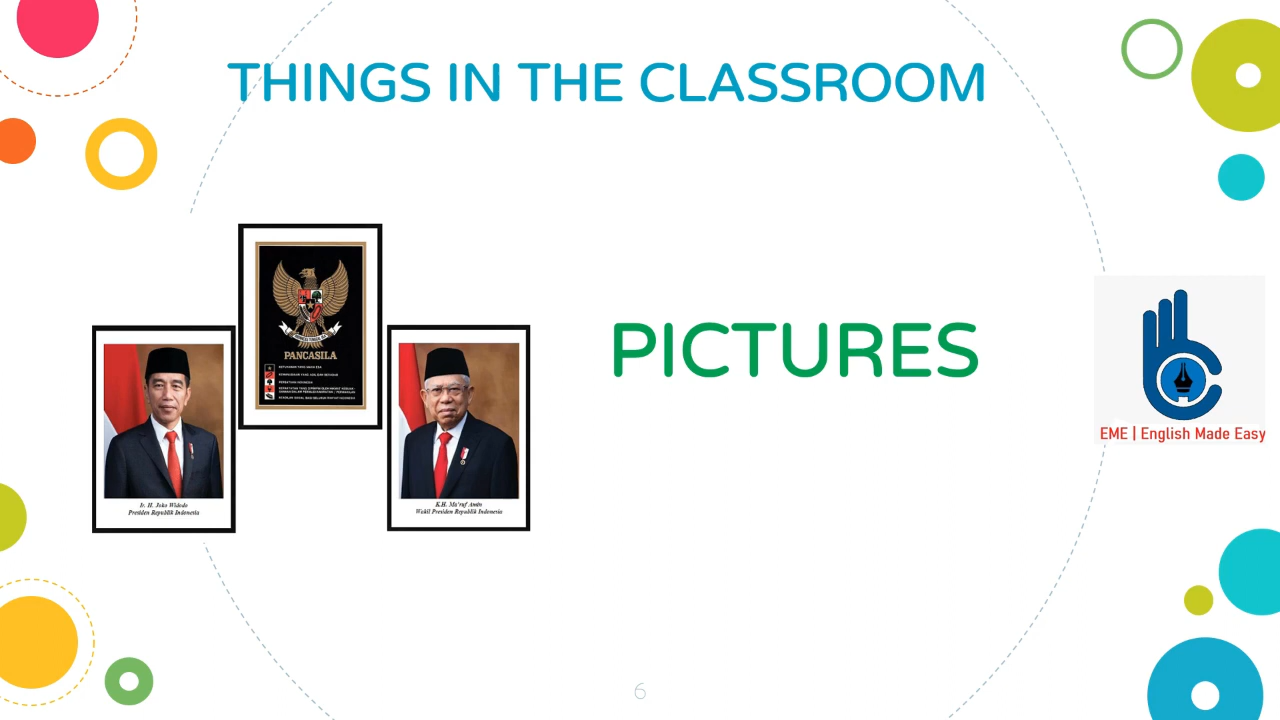 THINGS IN THE CLASSROOM
PANCASILA
PICTURES
EME | English Made Easy
Ir. H. Joko Widodo
Presiden Republik Indonesia
K.H. Ma'ruf Amin
Wakil Presiden Republik Indonesia
6